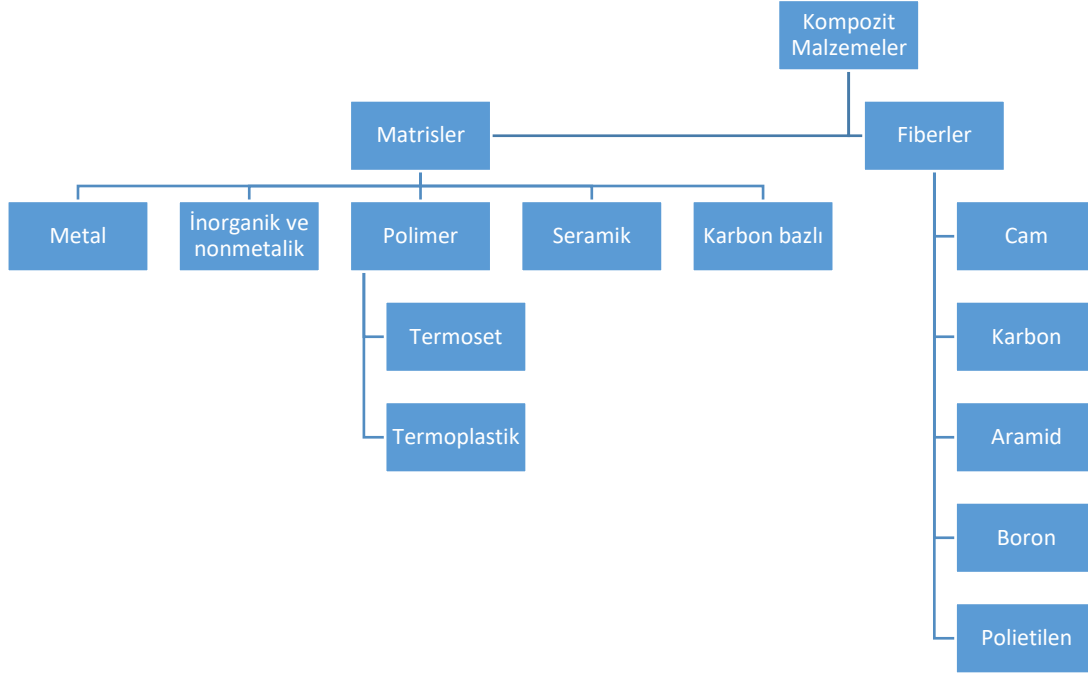 Kompozit
Malzemeler
Matrisler
Fiberler
Metal
İnorganik ve
nonmetalik
Polimer
Seramik
Karbon bazlı
Cam
Termoset
Karbon
Termoplastik
Aramid
Boron
Polietilen